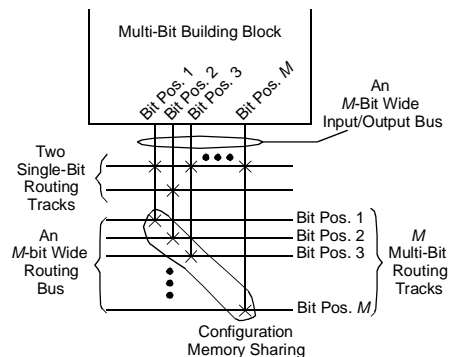 Multi-Bit Building Block
Bit Pos. 1
Bit Pos. 2
Bit Pos. 3
Bit Pos. M
An
M-Bit Wide
Input/Output Bus
Two
Single-Bit
Routing
Tracks
An
M-bit Wide
Routing
Bus
Bit Pos. 1
Bit Pos. 2
Bit Pos. 3
Bit Pos. M
M
Multi-Bit
Routing
Tracks
Configuration
Memory Sharing